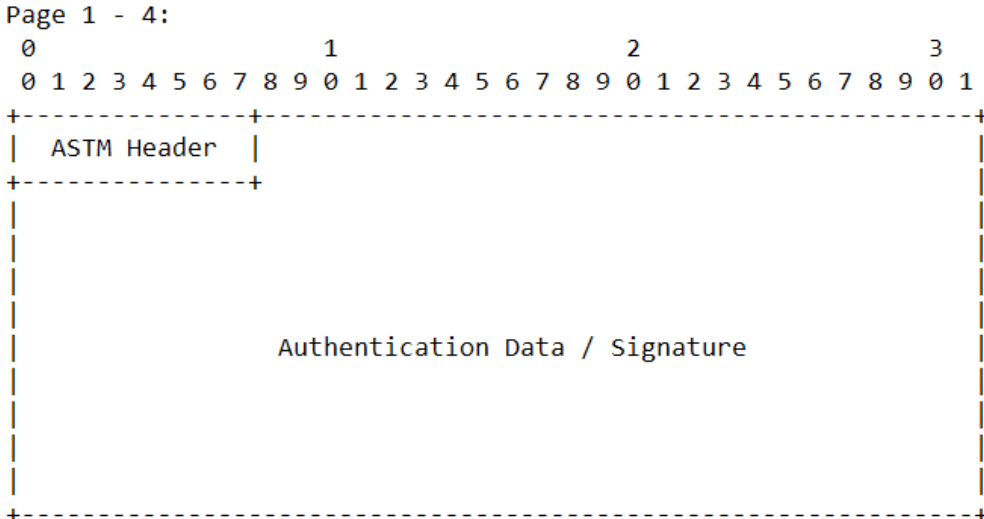 Page 1 - 4:
0                   1                   2                   3
0 1 2 3 4 5 6 7 8 9 0 1 2 3 4 5 6 7 8 9 0 1 2 3 4 5 6 7 8 9 0 1
ASTM Header
Authentication Data / Signature